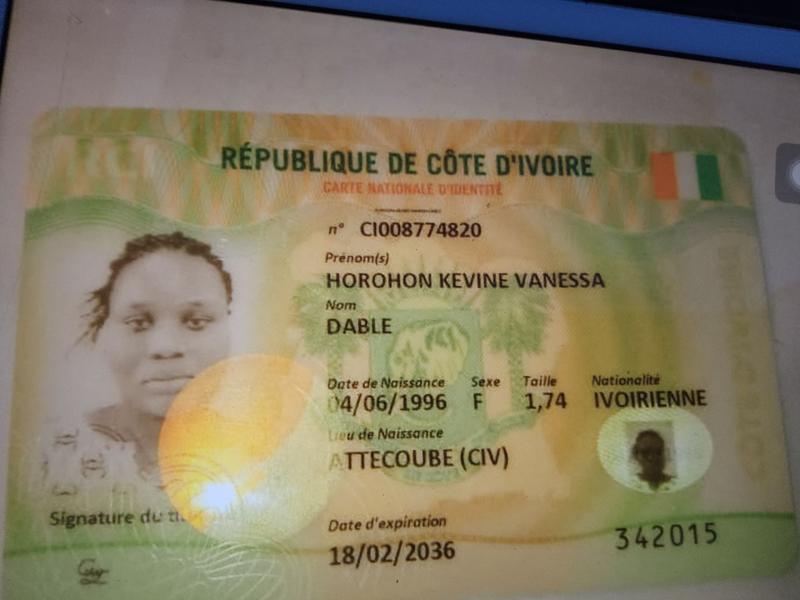 RÉPUBLIQUE DE CÔTE D'IVOIRE
CARTE NATIONALE D'IDENTITÉ
n° CI008774820
Prénom(s)
HOROHON KEVINE VANESSA
Nom
DABLE
Date de Naissance Sexe Taille Nationalité
04/06/1996 F 1,74 IVOIRIENNE
Lieu de Naissance
ATTECOUBE (CIV)
Signature du
Date d'expiration
18/02/2036
342015